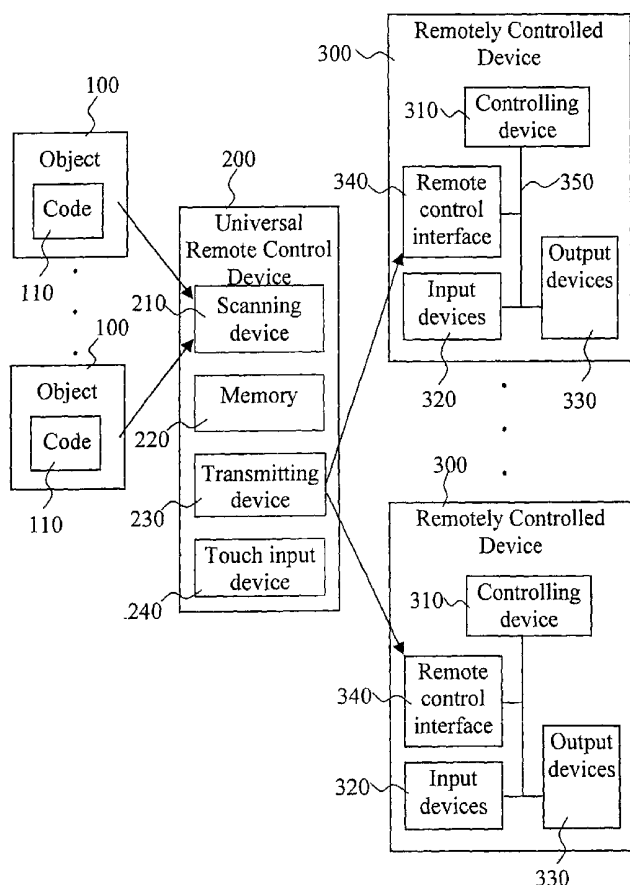 100
Object
Code
110
100
Object
Code
110
200
Universal
Remote Control
Device
210
Scanning
device
Memory
220
Transmitting
device
230
Touch input
device
240
Remotely Controlled
Device
300
310
Controlling
device
340
Remote
control
interface
350
Input
devices
Output
devices
320
330
300
Remotely Controlled
Device
310
Controlling
device
Remote
control
interface
340
Output
devices
320
Input
devices
330